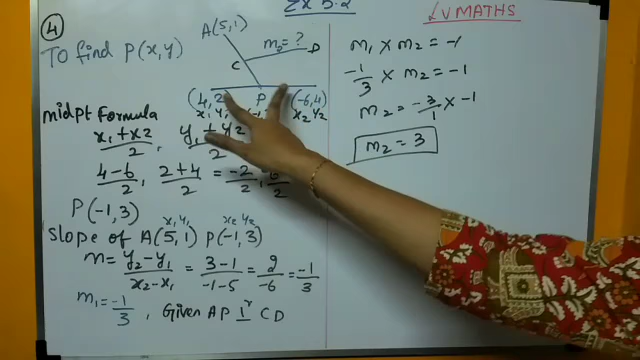 Ex 5.2
LV MATHS
4
To find P(x,y)
A(5,1)
m₂=?
C
D
(4,2
P
(-6,4)
x₁ y₁
x₂ y₂
midpt Formula
x₁+x2/2, y₁+y2/2
4-6/2, 2+4/2 = -2/2, 6/2
P(-1,3)
x₁ y₁ x₂ y₂
Slope of A(5,1) P(-1,3)
m = y₂-y₁/x₂-x₁ = 3-1/-1-5 = 2/-6 = -1/3
m₁ = -1/3, Given AP ⊥r CD
m₁ × m₂ = -1
-1/3 × m₂ = -1
m₂ = -3/1 × -1
m₂ = 3